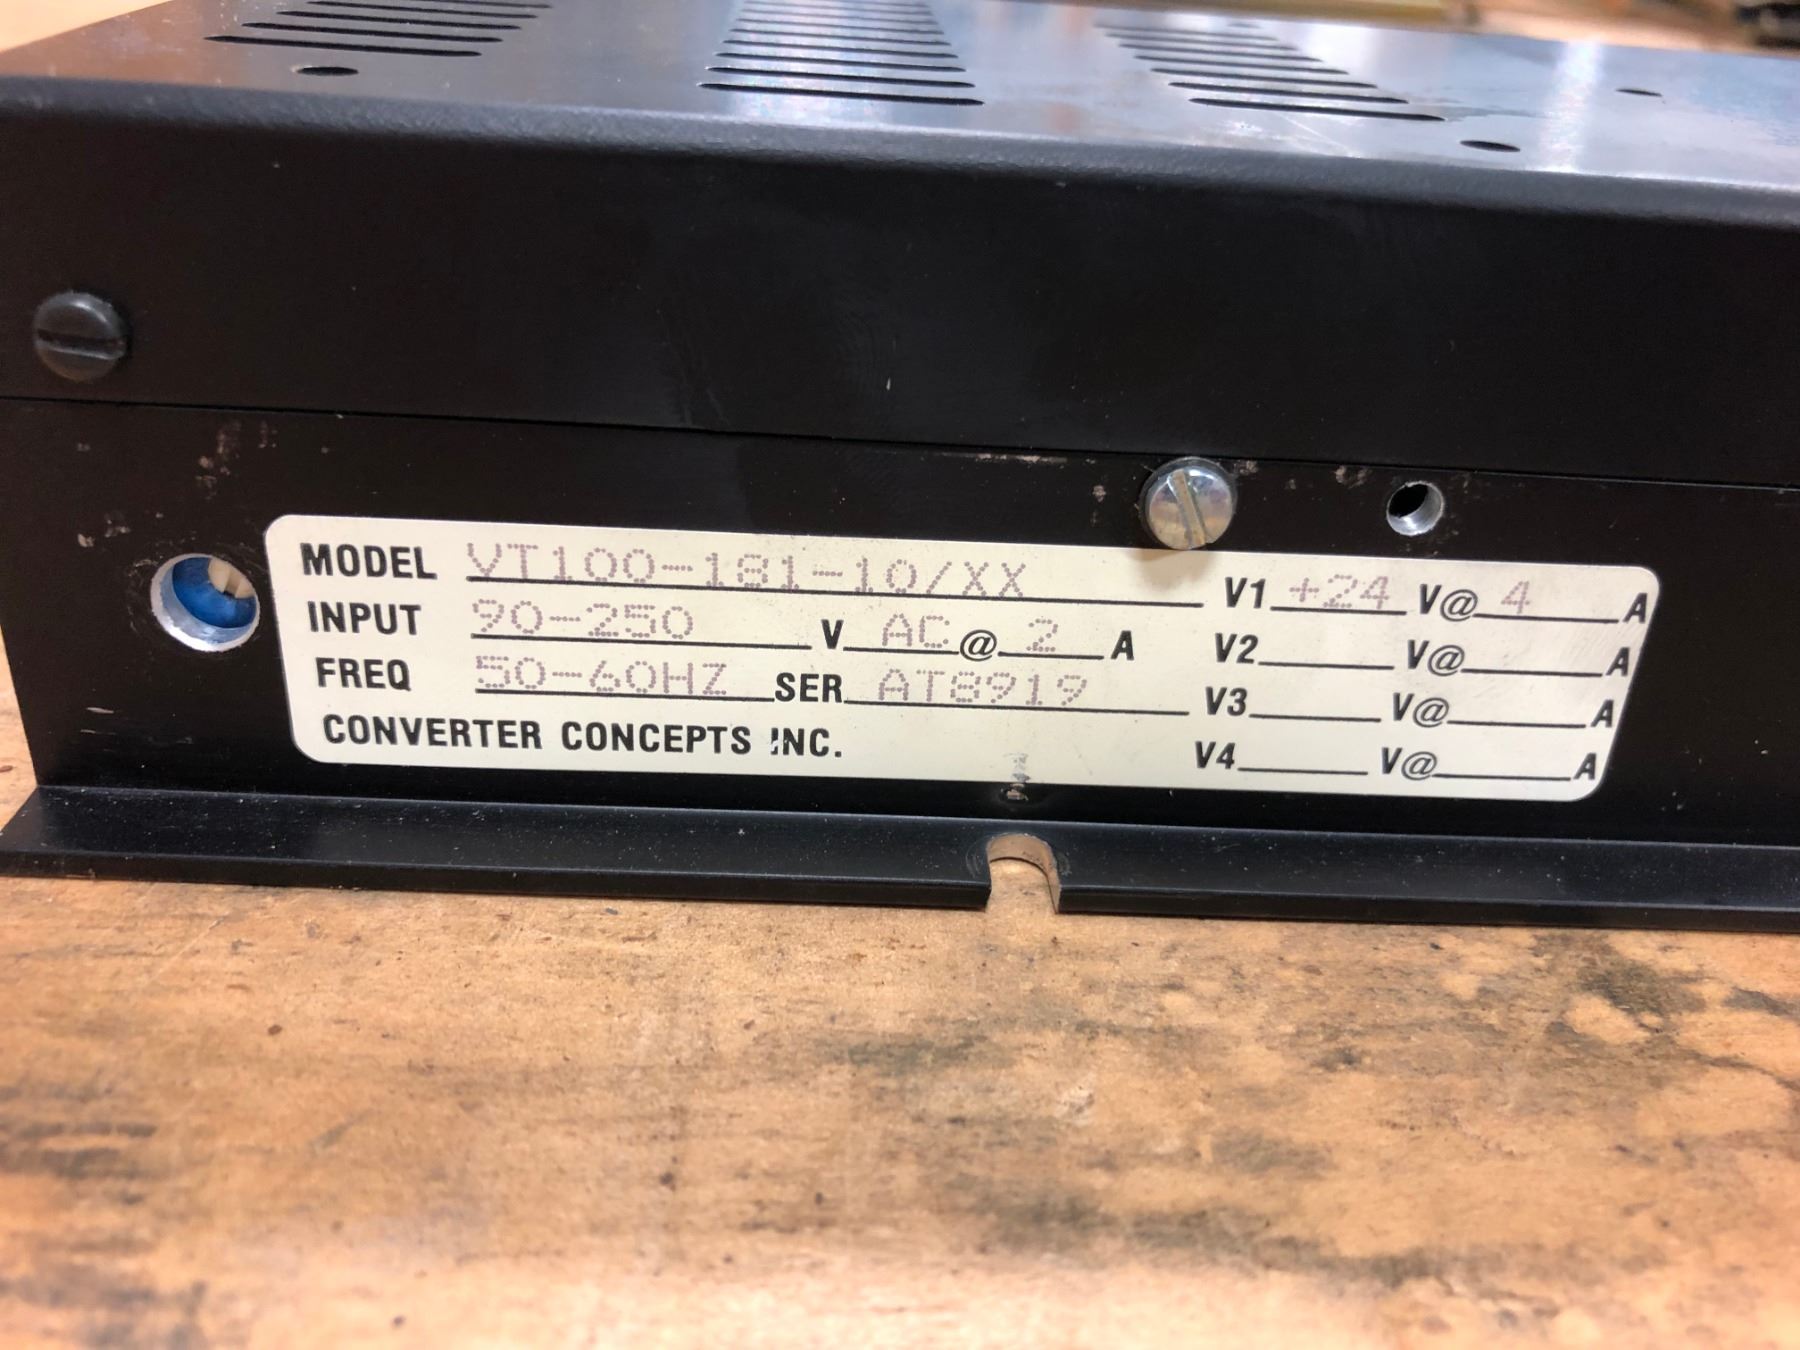 MODEL VT100-181-10/XX V1 +24 V@ 4 A
INPUT 90-250 V AC @ 2 A V2 V@ A
FREQ 50-60HZ SER AT8919 V3 V@ A
CONVERTER CONCEPTS INC. V4 V@ A